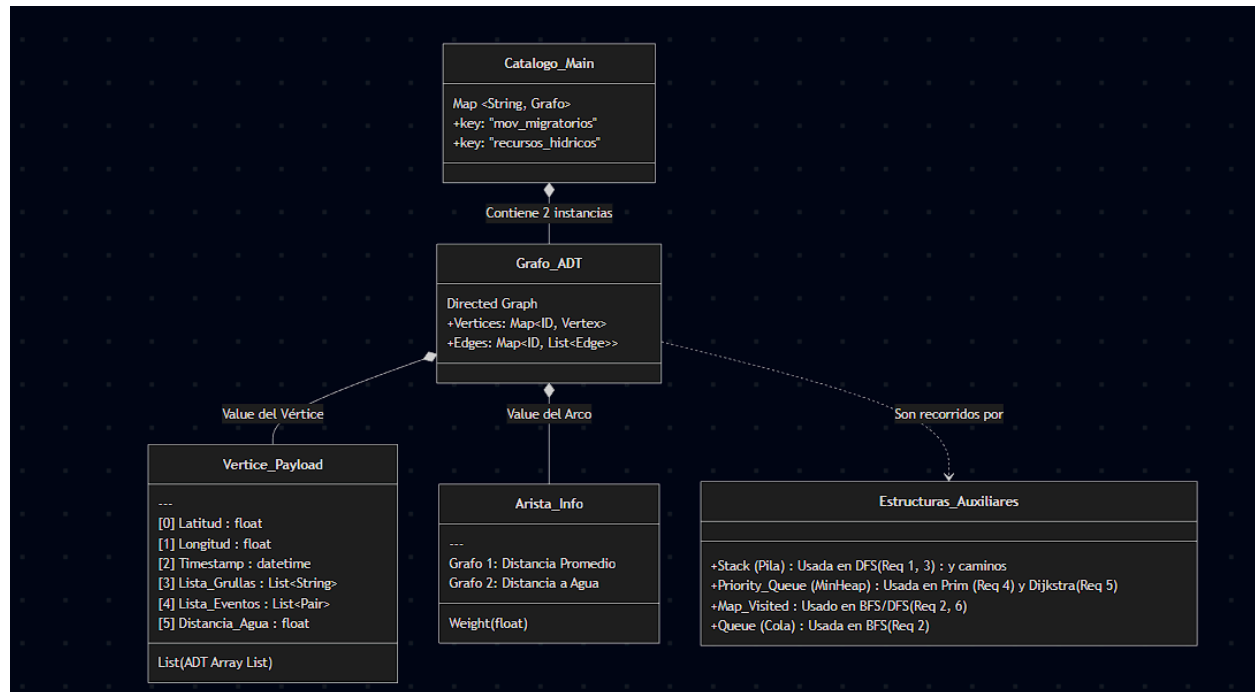 Catalogo_Main
Map <String, Grafo>
+key: "mov_migratorios"
+key: "recursos_hidricos"
Contiene 2 instancias
Grafo_ADT
Directed Graph
+Vertices: Map<ID, Vertex>
+Edges: Map<ID, List<Edge>>
Value del Vértice
Value del Arco
Son recorridos por
Vertice_Payload
---
[0] Latitud : float
[1] Longitud : float
[2] Timestamp : datetime
[3] Lista_Grullas : List<String>
[4] Lista_Eventos : List<Pair>
[5] Distancia_Agua : float
List(ADT Array List)
Arista_Info
---
Grafo 1: Distancia Promedio
Grafo 2: Distancia a Agua
Weight(float)
Estructuras_Auxiliares
+Stack (Pila) : Usada en DFS(Req 1, 3) : y caminos
+Priority_Queue (MinHeap) : Usada en Prim (Req 4) y Dijkstra(Req 5)
+Map_Visited : Usado en BFS/DFS(Req 2, 6)
+Queue (Cola) : Usada en BFS(Req 2)